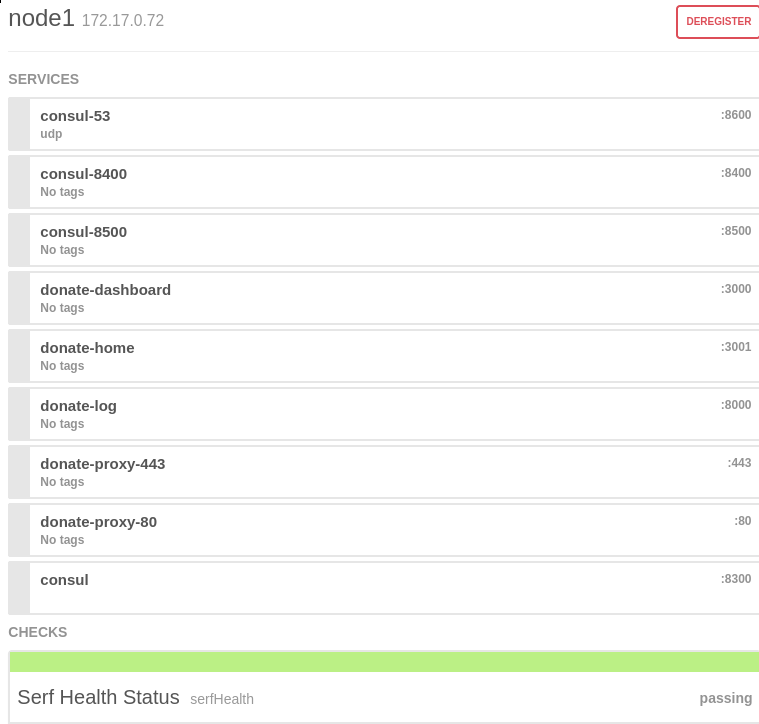 node1 172.17.0.72 DEREGISTER
SERVICES
consul-53 :8600
udp
consul-8400 :8400
No tags
consul-8500 :8500
No tags
donate-dashboard :3000
No tags
donate-home :3001
No tags
donate-log :8000
No tags
donate-proxy-443 :443
No tags
donate-proxy-80 :80
No tags
consul :8300
CHECKS
Serf Health Status serfHealth passing